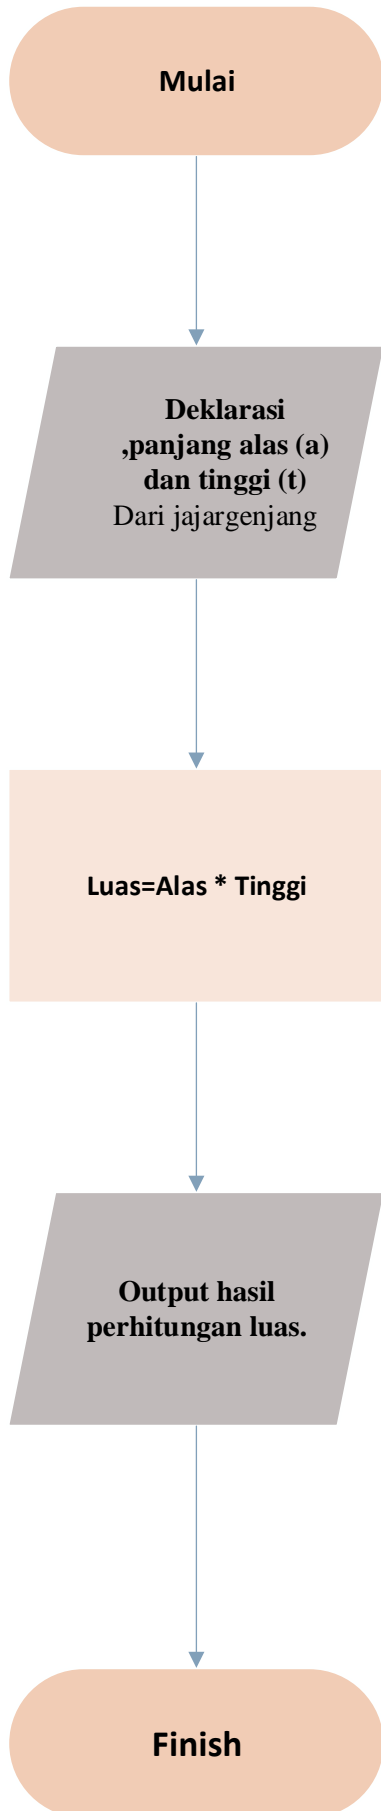 Mulai
Deklarasi
,panjang alas (a)
dan tinggi (t)
Dari jajargenjang
Luas=Alas * Tinggi
Output hasil
perhitungan luas.
Finish